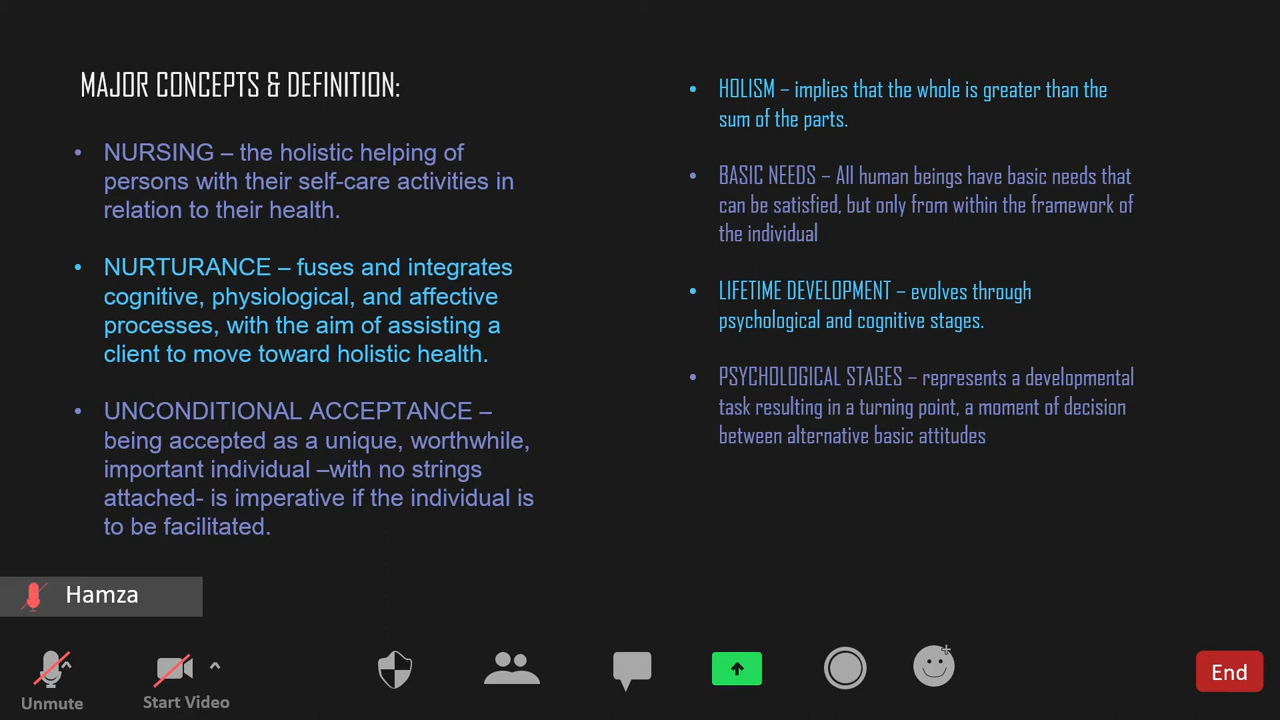 MAJOR CONCEPTS & DEFINITION:
• NURSING – the holistic helping of
persons with their self-care activities in
relation to their health.
• NURTURANCE – fuses and integrates
cognitive, physiological, and affective
processes, with the aim of assisting a
client to move toward holistic health.
• UNCONDITIONAL ACCEPTANCE –
being accepted as a unique, worthwhile,
important individual –with no strings
attached- is imperative if the individual is
to be facilitated.
• HOLISM – implies that the whole is greater than the
sum of the parts.
• BASIC NEEDS – All human beings have basic needs that
can be satisfied, but only from within the framework of
the individual
• LIFETIME DEVELOPMENT – evolves through
psychological and cognitive stages.
• PSYCHOLOGICAL STAGES – represents a developmental
task resulting in a turning point, a moment of decision
between alternative basic attitudes
Hamza
Unmute
Start Video
End